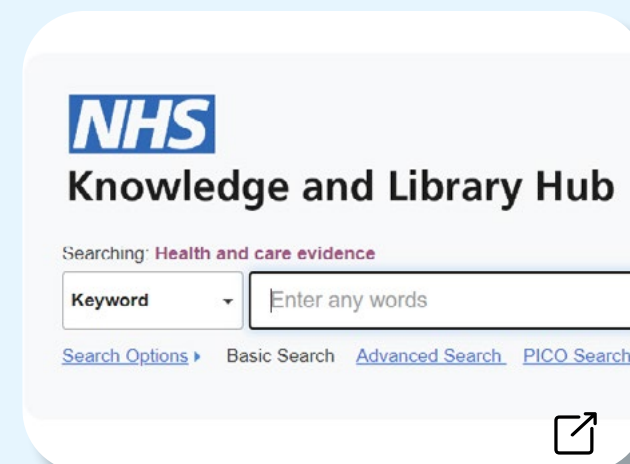 NHS
Knowledge and Library Hub
Searching: Health and care evidence
Keyword Enter any words
Search Options Basic Search Advanced Search PICO Search